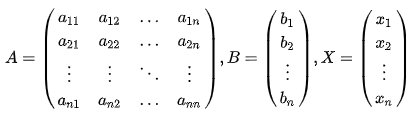 A = \begin{pmatrix} a_{11} & a_{12} & \dots & a_{1n} \\ a_{21} & a_{22} & \dots & a_{2n} \\ \vdots & \vdots & \ddots & \vdots \\ a_{n1} & a_{n2} & \dots & a_{nn} \end{pmatrix}, B = \begin{pmatrix} b_1 \\ b_2 \\ \vdots \\ b_n \end{pmatrix}, X = \begin{pmatrix} x_1 \\ x_2 \\ \vdots \\ x_n \end{pmatrix}